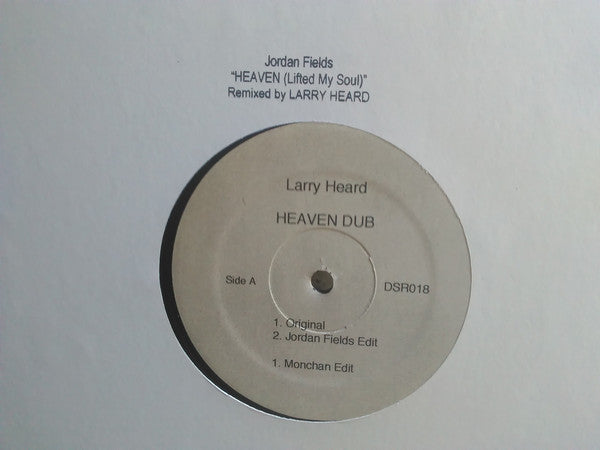 Jordan Fields
"HEAVEN (Lifted My Soul)"
Remixed by LARRY HEARD
Larry Heard
HEAVEN DUB
Side A
DSR018
1. Original
2. Jordan Fields Edit
1. Monchan Edit